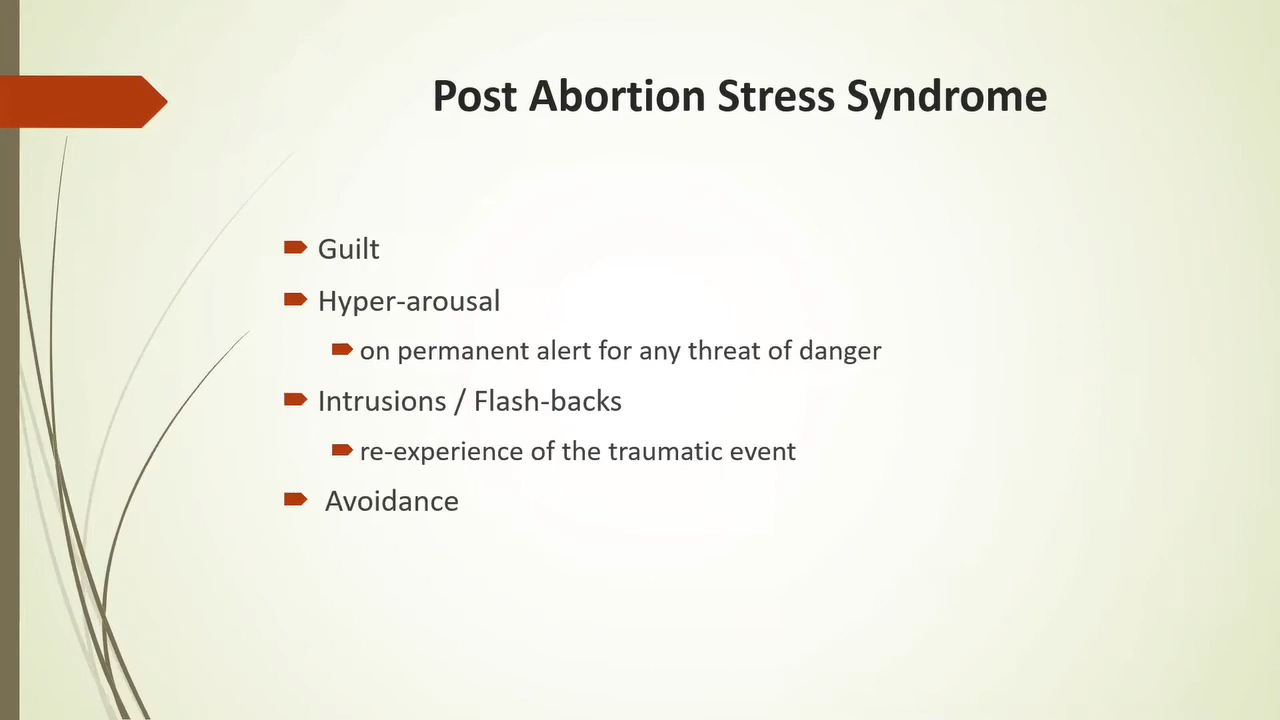 Post Abortion Stress Syndrome
Guilt
Hyper-arousal
on permanent alert for any threat of danger
Intrusions / Flash-backs
re-experience of the traumatic event
Avoidance